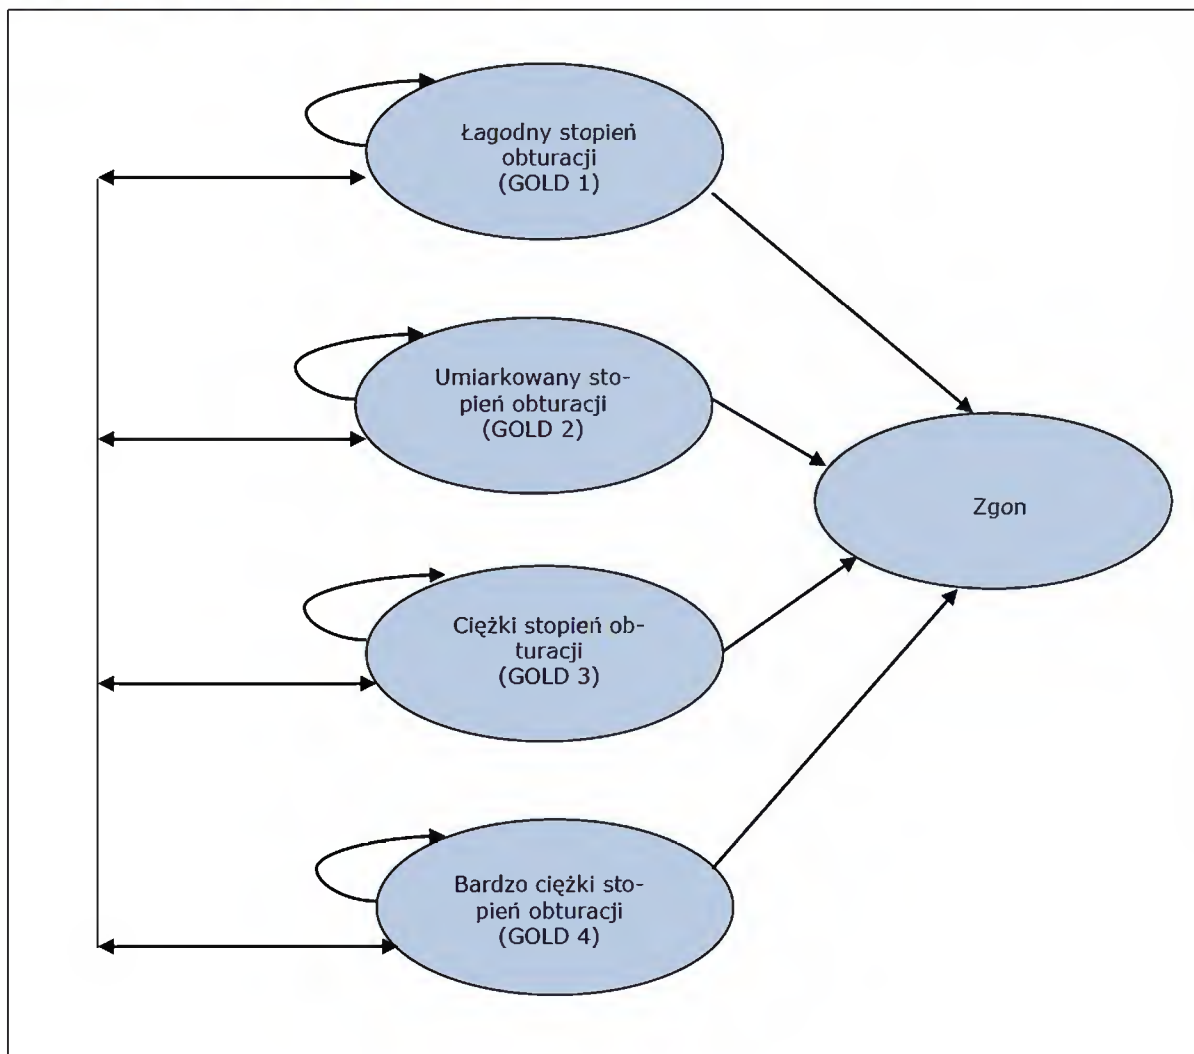 Łagodny stopień
obturacji
(GOLD 1)
Umiarkowany sto-
pień obturacji
(GOLD 2)
Zgon
Ciężki stopień ob-
turacji
(GOLD 3)
Bardzo ciężki sto-
pień obturacji
(GOLD 4)